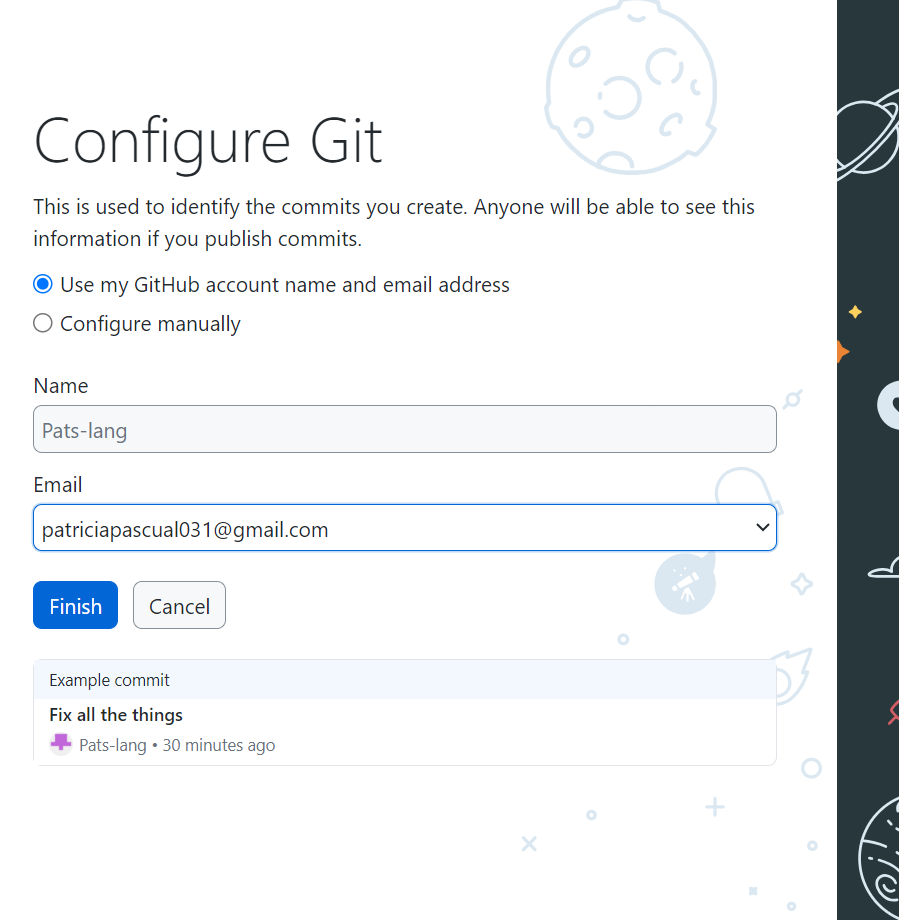 Configure Git
This is used to identify the commits you create. Anyone will be able to see this
information if you publish commits.
Use my GitHub account name and email address
Configure manually
Name
Pats-lang
Email
patriciapascual031@gmail.com
Finish
Cancel
Example commit
Fix all the things
Pats-lang • 30 minutes ago